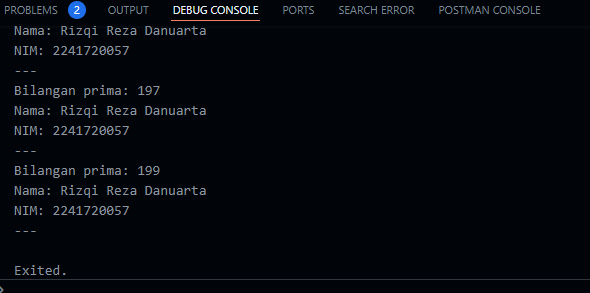 PROBLEMS 2 OUTPUT DEBUG CONSOLE PORTS SEARCH ERROR POSTMAN CONSOLE
Nama: Rizqi Reza Danuarta
NIM: 2241720057
---
Bilangan prima: 197
Nama: Rizqi Reza Danuarta
NIM: 2241720057
---
Bilangan prima: 199
Nama: Rizqi Reza Danuarta
NIM: 2241720057
---
Exited.